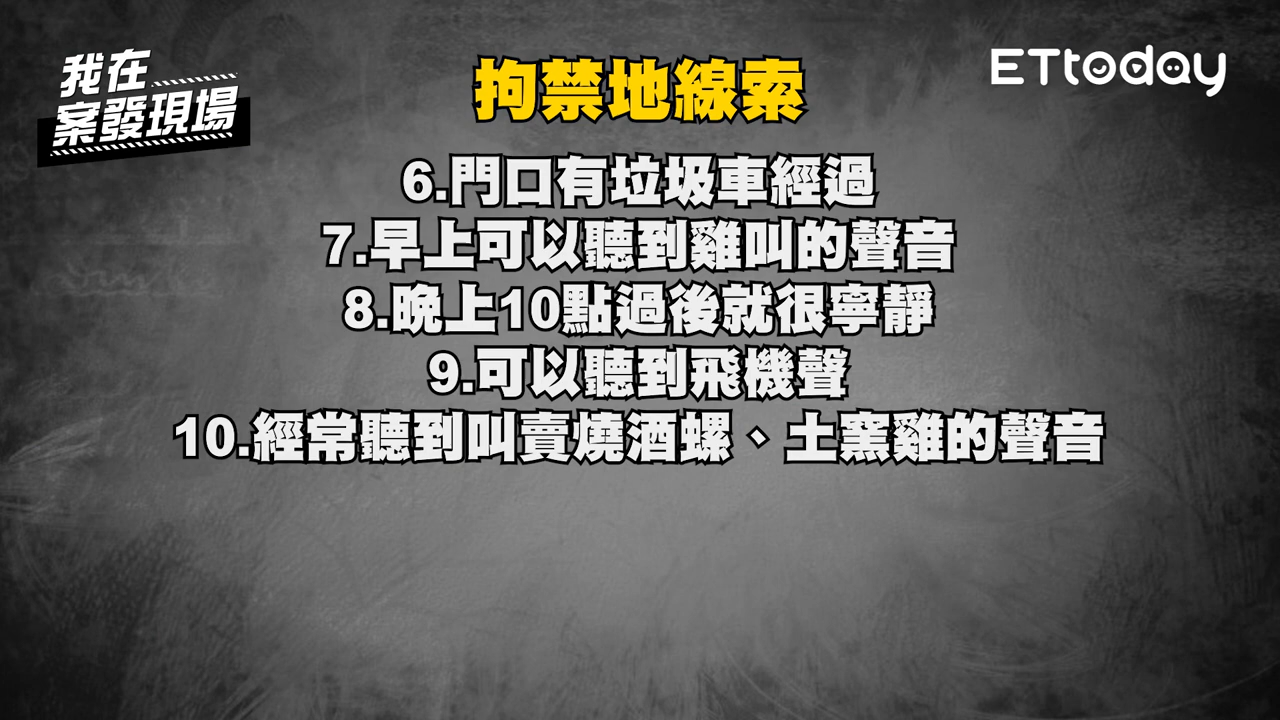 我在
案發現場
ETtoday
拘禁地線索
6.門口有垃圾車經過
7.早上可以聽到雞叫的聲音
8.晚上10點過後就很寧靜
9.可以聽到飛機聲
10.經常聽到叫賣燒酒螺、土窯雞的聲音